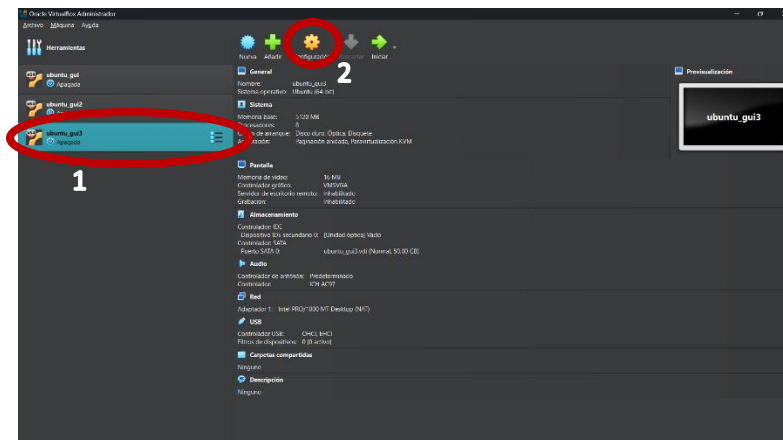 Oracle VirtualBox Administrador
Archivo Máquina Ayuda
Herramientas
Nueva Añadir Configuración Descartar Iniciar
2
ubuntu_gui
Apagada
ubuntu_gui2
Apagada
ubuntu_gui3
Apagada
1
General
Nombre: ubuntu_gui3
Sistema operativo: Ubuntu (64 bit)
Sistema
Memoria base: 5120 MB
Procesadores: 8
de arranque: Disco duro, Óptica, Disquete
Paginación anidada, Paravirtualización KVM
Pantalla
Memoria de vídeo: 16 MB
Controlador gráfico: VMSVGA
Servidor de escritorio remoto: Inhabilitado
Grabación: Inhabilitado
Almacenamiento
Controlador: IDE
Dispositivo IDE secundario 0: [Unidad óptica] Vacío
Controlador: SATA
Puerto SATA 0: ubuntu_gui3.vdi (Normal, 50,00 GB)
Audio
Controlador de anfitrión: Predeterminado
Controlador: ICH AC97
Red
Adaptador 1: Intel PRO/1000 MT Desktop (NAT)
USB
Controlador USB: OHCI, EHCI
Filtros de dispositivos: 0 (0 activo)
Carpetas compartidas
Ninguno
Descripción
Ninguno
Previsualización
ubuntu_gui3